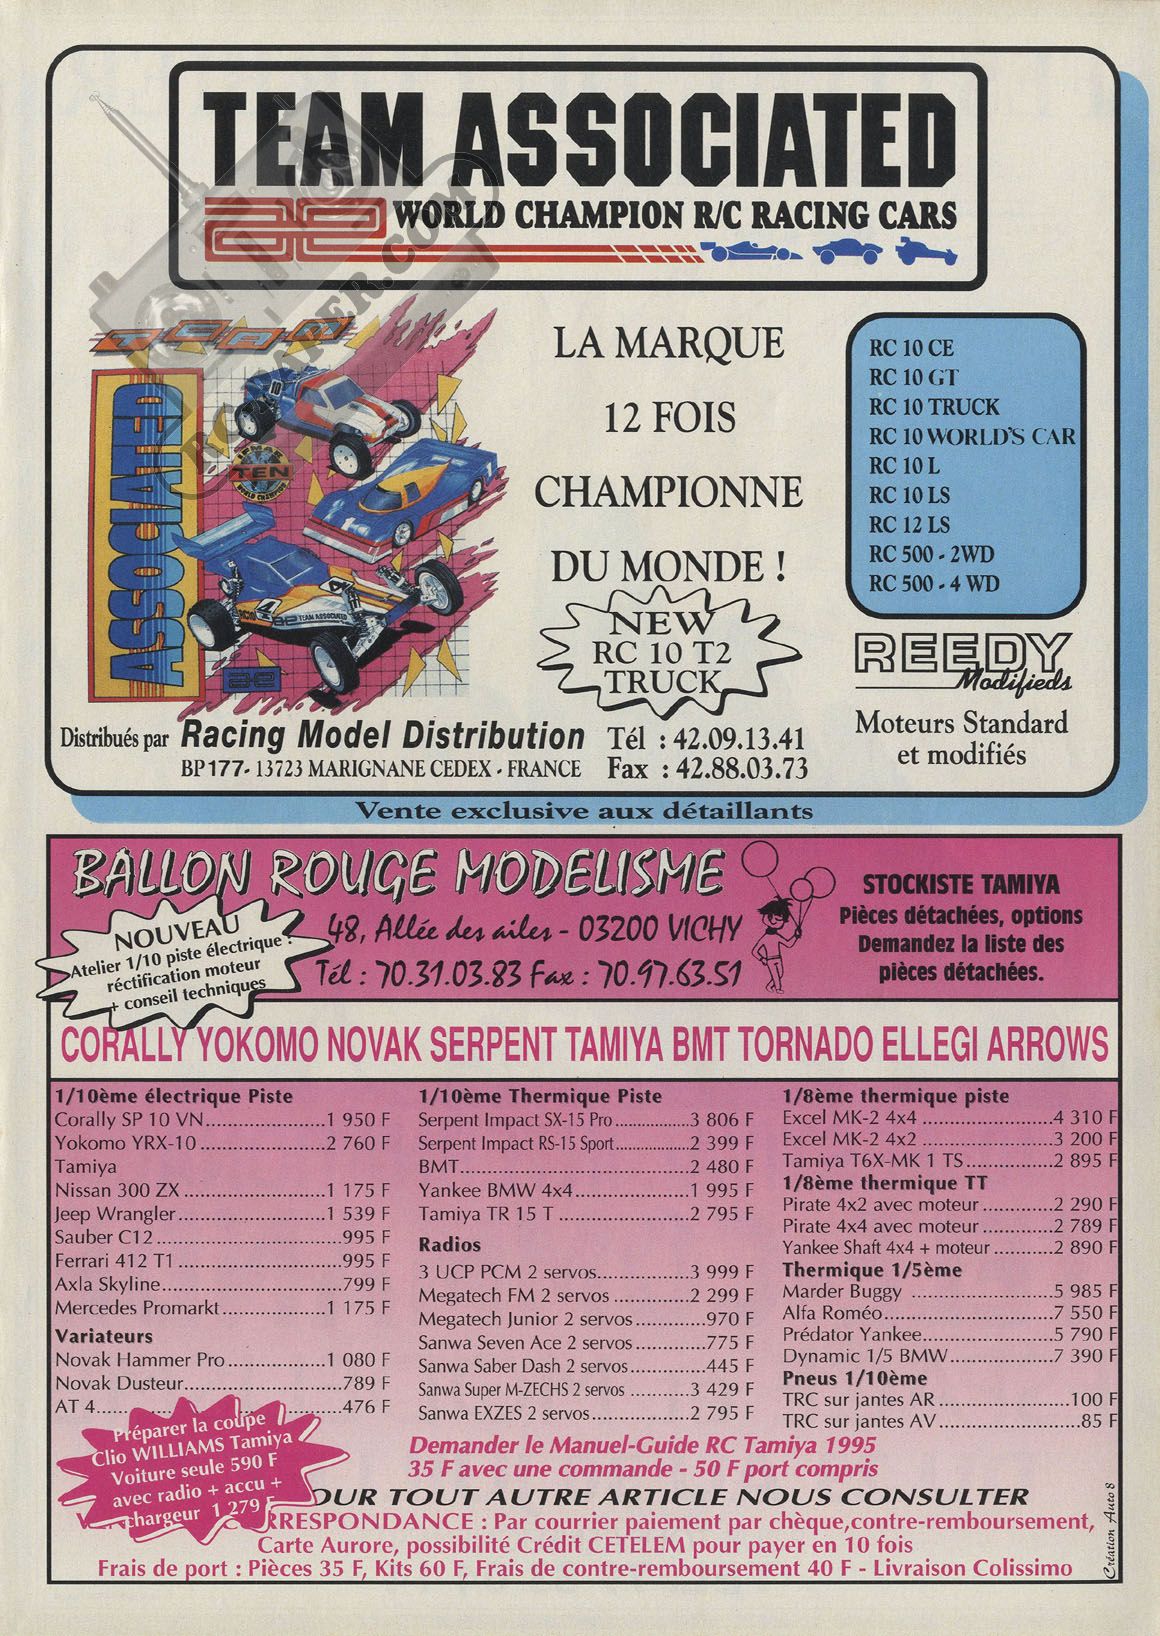 TEAM ASSOCIATED
WORLD CHAMPION R/C RACING CARS
RC-PAPER.COM
TEAM
ASSOCIATED
IFMAR
TEN
WORLD CHAMPION
TEAM ASSOCIATED
LA MARQUE
12 FOIS
CHAMPIONNE
DU MONDE !
NEW
RC 10 T2
TRUCK
RC 10 CE
RC 10 GT
RC 10 TRUCK
RC 10 WORLD'S CAR
RC 10 L
RC 10 LS
RC 12 LS
RC 500 - 2WD
RC 500 - 4 WD
REEDY
Modifieds
Moteurs Standard
et modifiés
Distribués par Racing Model Distribution
BP177- 13723 MARIGNANE CEDEX - FRANCE
Tél : 42.09.13.41
Fax : 42.88.03.73
Vente exclusive aux détaillants
BALLON ROUGE MODELISME
48, Allée des ailes - 03200 VICHY
Tél : 70.31.03.83 Fax : 70.97.63.51
NOUVEAU
Atelier 1/10 piste électrique :
réctification moteur
+ conseil techniques
STOCKISTE TAMIYA
Pièces détachées, options
Demandez la liste des
pièces détachées.
CORALLY YOKOMO NOVAK SERPENT TAMIYA BMT TORNADO ELLEGI ARROWS
1/10ème électrique Piste
Corally SP 10 VN.....................1 950 F
Yokomo YRX-10.....................2 760 F
Tamiya
Nissan 300 ZX.....................1 175 F
Jeep Wrangler.....................1 539 F
Sauber C12.....................995 F
Ferrari 412 T1.....................995 F
Axla Skyline.....................799 F
Mercedes Promarkt.....................1 175 F
Variateurs
Novak Hammer Pro.....................1 080 F
Novak Dusteur.....................789 F
AT 4.....................476 F
Préparer la coupe
Clio WILLIAMS Tamiya
Voiture seule 590 F
avec radio + accu +
chargeur 1 279 F
1/10ème Thermique Piste
Serpent Impact SX-15 Pro.....................3 806 F
Serpent Impact RS-15 Sport.....................2 399 F
BMT.....................2 480 F
Yankee BMW 4x4.....................1 995 F
Tamiya TR 15 T.....................2 795 F
Radios
3 UCP PCM 2 servos.....................3 999 F
Megatech FM 2 servos.....................2 299 F
Megatech Junior 2 servos.....................970 F
Sanwa Seven Ace 2 servos.....................775 F
Sanwa Saber Dash 2 servos.....................445 F
Sanwa Super M-ZECHS 2 servos.....................3 429 F
Sanwa EXZES 2 servos.....................2 795 F
1/8ème thermique piste
Excel MK-2 4x4.....................4 310 F
Excel MK-2 4x2.....................3 200 F
Tamiya T6X-MK 1 TS.....................2 895 F
1/8ème thermique TT
Pirate 4x2 avec moteur.....................2 290 F
Pirate 4x4 avec moteur.....................2 789 F
Yankee Shaft 4x4 + moteur.....................2 890 F
Thermique 1/5ème
Marder Buggy.....................5 985 F
Alfa Roméo.....................7 550 F
Prédator Yankee.....................5 790 F
Dynamic 1/5 BMW.....................7 390 F
Pneus 1/10ème
TRC sur jantes AR.....................100 F
TRC sur jantes AV.....................85 F
Demander le Manuel-Guide RC Tamiya 1995
35 F avec une commande - 50 F port compris
OUR TOUT AUTRE ARTICLE NOUS CONSULTER
RRESPONDANCE : Par courrier paiement par chèque,contre-remboursement,
Carte Aurore, possibilité Crédit CETELEM pour payer en 10 fois
Frais de port : Pièces 35 F, Kits 60 F, Frais de contre-remboursement 40 F - Livraison Colissimo
Création Auto 8